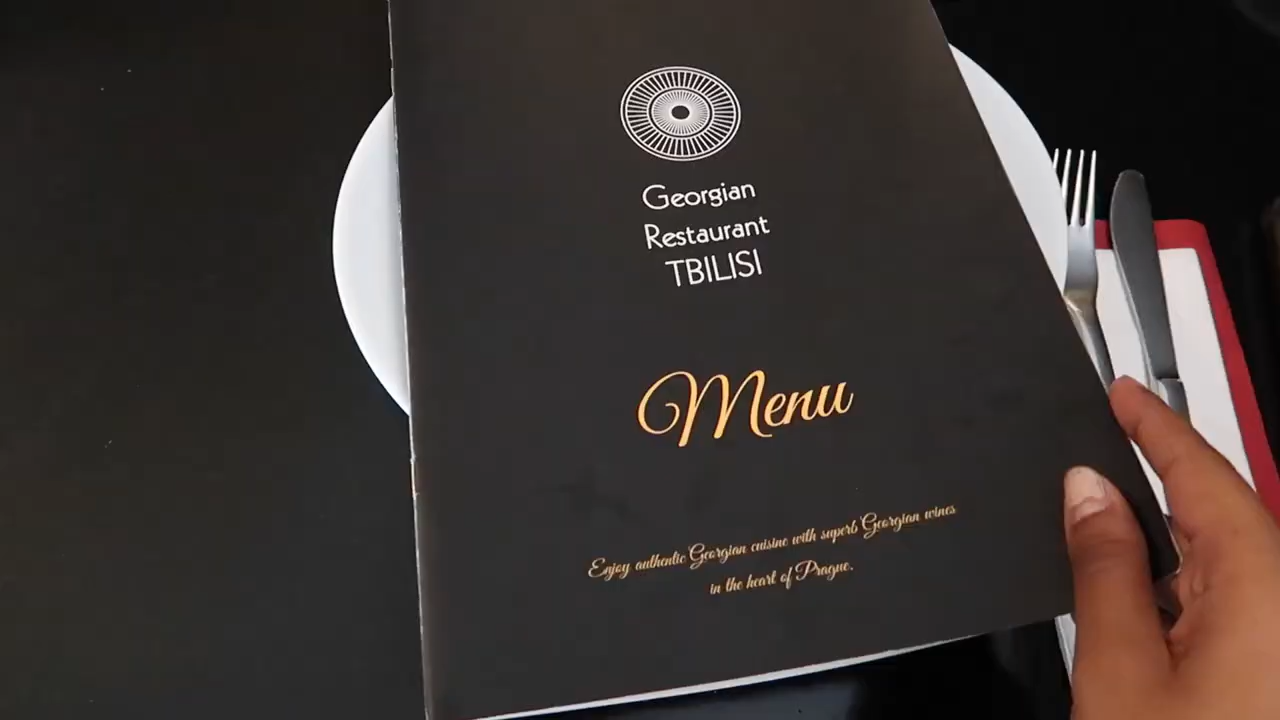 Georgian
Restaurant
TBILISI
Menu
Enjoy authentic Georgian cuisine with superb Georgian wines
in the heart of Prague.